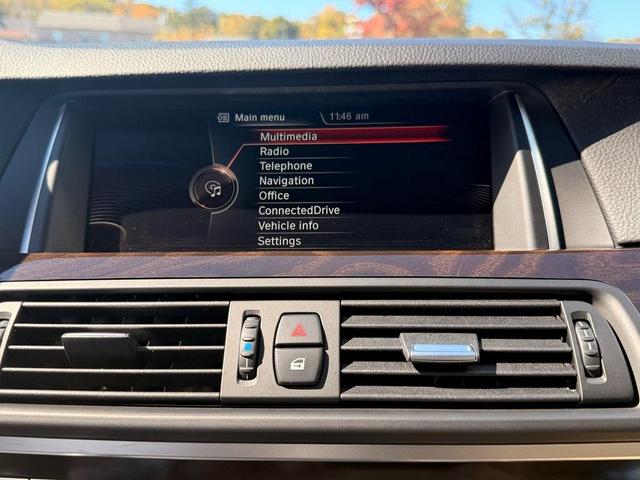 Main menu 11:46 am
Multimedia
Radio
Telephone
Navigation
Office
ConnectedDrive
Vehicle info
Settings